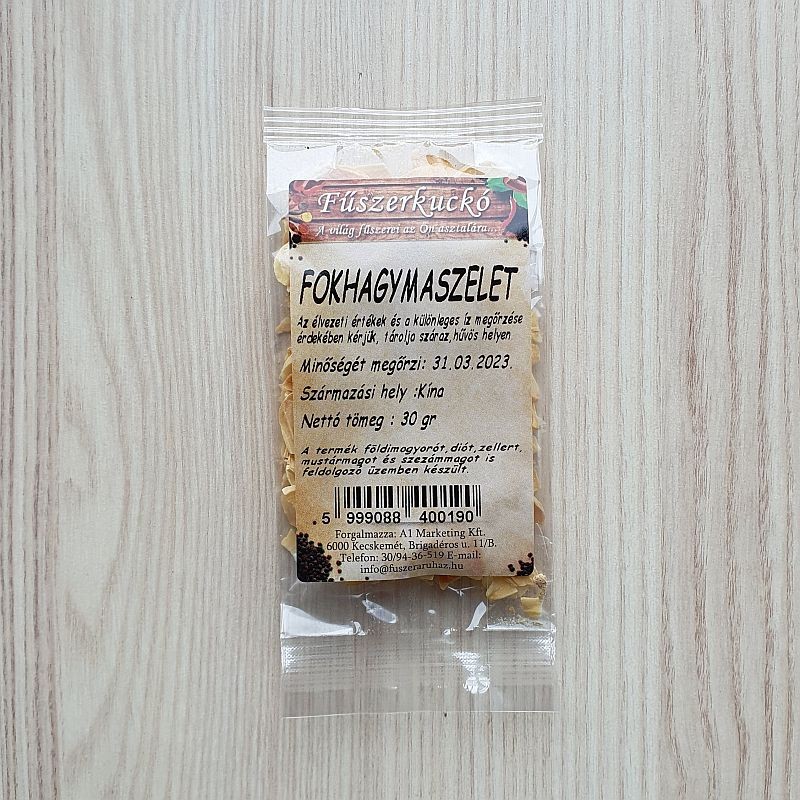 Fűszerkuckó
A világ fűszerei az Ön asztalára....
FOKHAGYMASZELET
Az élvezeti értékek és a különleges íz megőrzése
érdekében kérjük, tárolja száraz, hűvös helyen
Minőségét megőrzi: 31.03.2023.
Származási hely :Kína
Nettó tömeg : 30 gr
A termék földimogyorót, diót, zellert,
mustármagot és szezámmagot is
feldolgozó üzemben készült.
5 999088 400190
Forgalmazza: A1 Marketing Kft.
6000 Kecskemét, Brigadéros u. 11/B.
Telefon: 30/94-36-519 E-mail:
info@fuszeraruhaz.hu